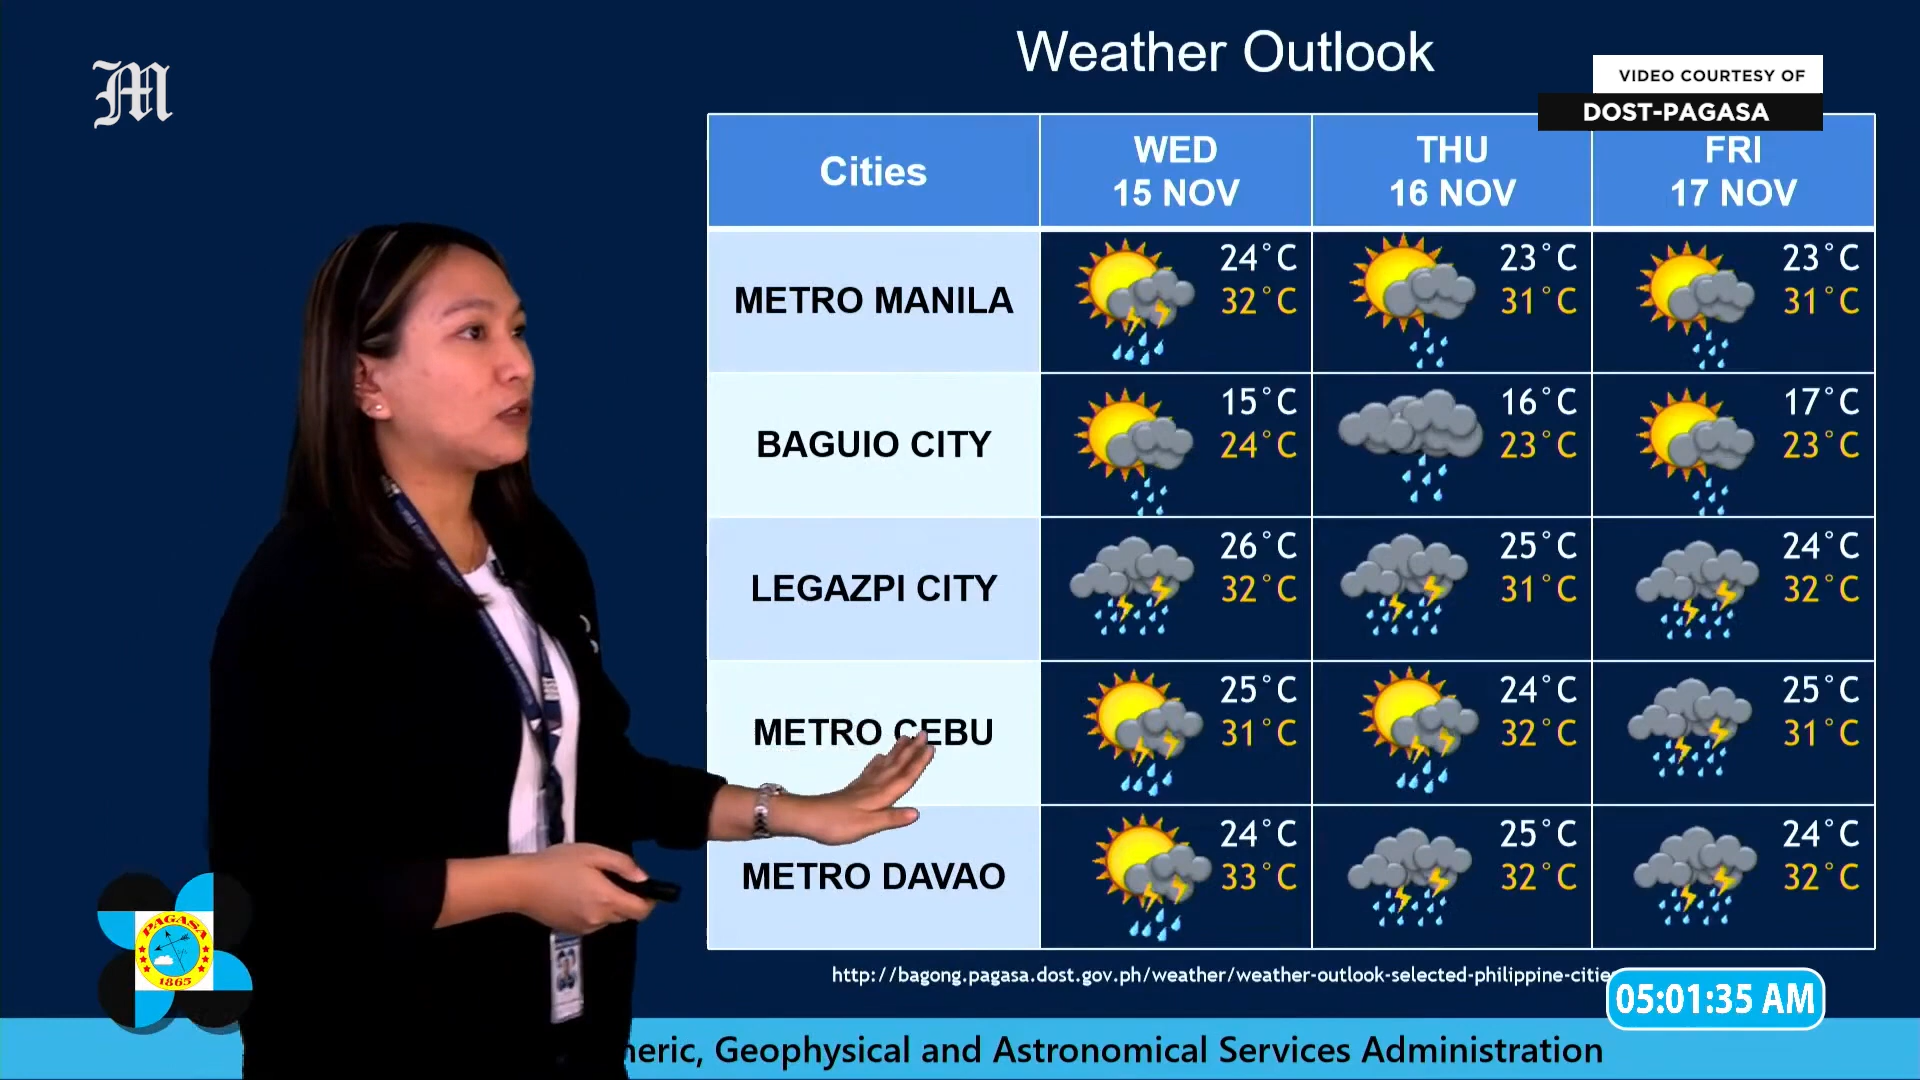 Weather Outlook
VIDEO COURTESY OF
DOST-PAGASA
M
Cities
WED
15 NOV
THU
16 NOV
FRI
17 NOV
METRO MANILA
24°C
32°C
23°C
31°C
23°C
31°C
BAGUIO CITY
15°C
24°C
16°C
23°C
17°C
23°C
LEGAZPI CITY
26°C
32°C
25°C
31°C
24°C
32°C
METRO CEBU
25°C
31°C
24°C
32°C
25°C
31°C
METRO DAVAO
24°C
33°C
25°C
32°C
24°C
32°C
http://bagong.pagasa.dost.gov.ph/weather/weather-outlook-selected-philippine-citie
05:01:35 AM
PAGASA
1865
heric, Geophysical and Astronomical Services Administration